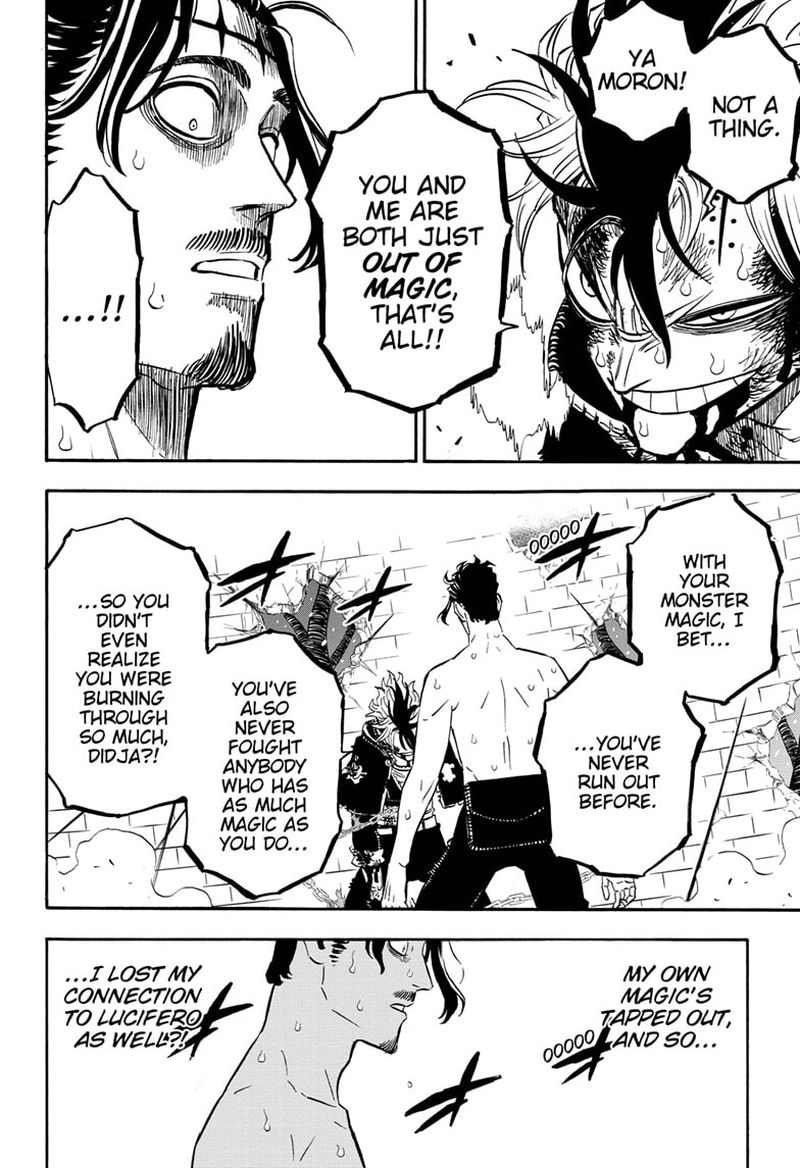 YA
MORON!
NOT A
THING.
YOU AND
ME ARE
BOTH JUST
OUT OF
MAGIC,
THAT'S
ALL!!
...!!
WITH
YOUR
MONSTER
MAGIC, I
BET...
OOOOO
...YOU'VE
NEVER
RUN OUT
BEFORE.
YOU'VE
ALSO
NEVER
FOUGHT
ANYBODY
WHO HAS
AS MUCH
MAGIC AS
YOU DO...
...SO YOU
DIDN'T
EVEN
REALIZE
YOU WERE
BURNING
THROUGH
SO MUCH,
DIDJA?!
MY OWN
MAGIC'S
TAPPED OUT,
AND SO...
OOOOO
...I LOST MY
CONNECTION
TO LUCIFERO
AS WELL?!